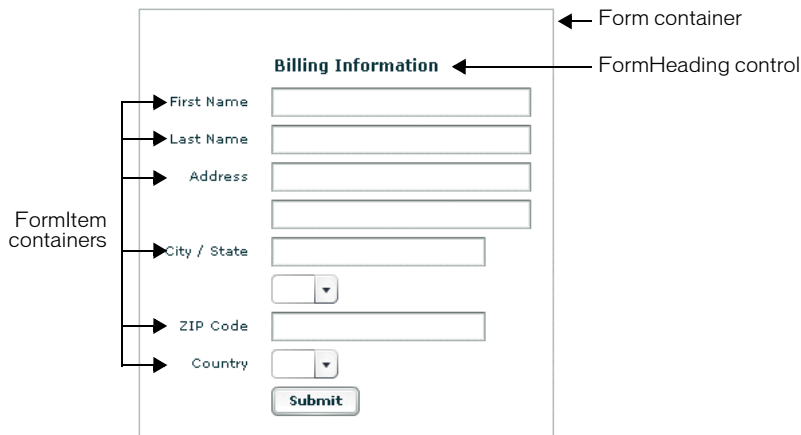 Form container
Billing Information
FormHeading control
First Name
Last Name
Address
FormItem
containers
City / State
ZIP Code
Country
Submit